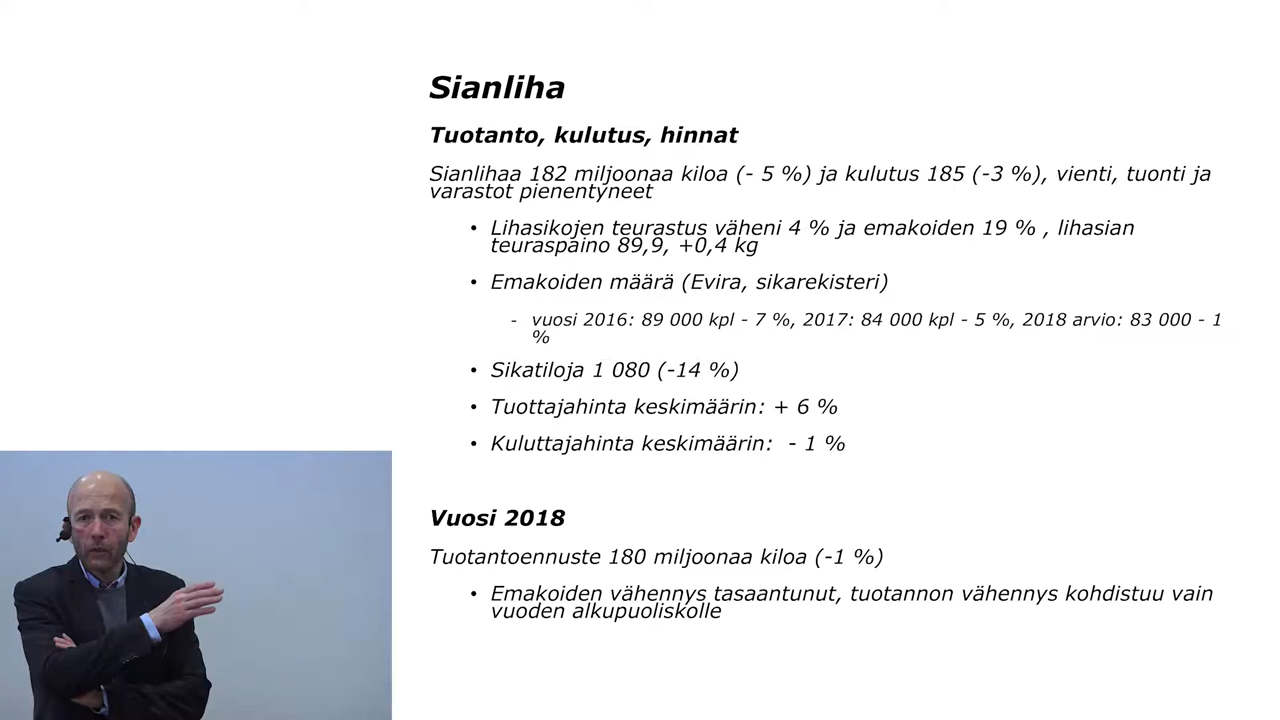 Sianliha
Tuotanto, kulutus, hinnat
Sianlihaa 182 miljoonaa kiloa (- 5 %) ja kulutus 185 (-3 %), vienti, tuonti ja
varastot pienentyneet
• Lihasikojen teurastus väheni 4 % ja emakoiden 19 % , lihasian
teuraspaino 89,9, +0,4 kg
• Emakoiden määrä (Evira, sikarekisteri)
- vuosi 2016: 89 000 kpl - 7 %, 2017: 84 000 kpl - 5 %, 2018 arvio: 83 000 - 1
%
• Sikatiloja 1 080 (-14 %)
• Tuottajahinta keskimäärin: + 6 %
• Kuluttajahinta keskimäärin:  - 1 %
Vuosi 2018
Tuotantoennuste 180 miljoonaa kiloa (-1 %)
• Emakoiden vähennys tasaantunut, tuotannon vähennys kohdistuu vain
vuoden alkupuoliskolle